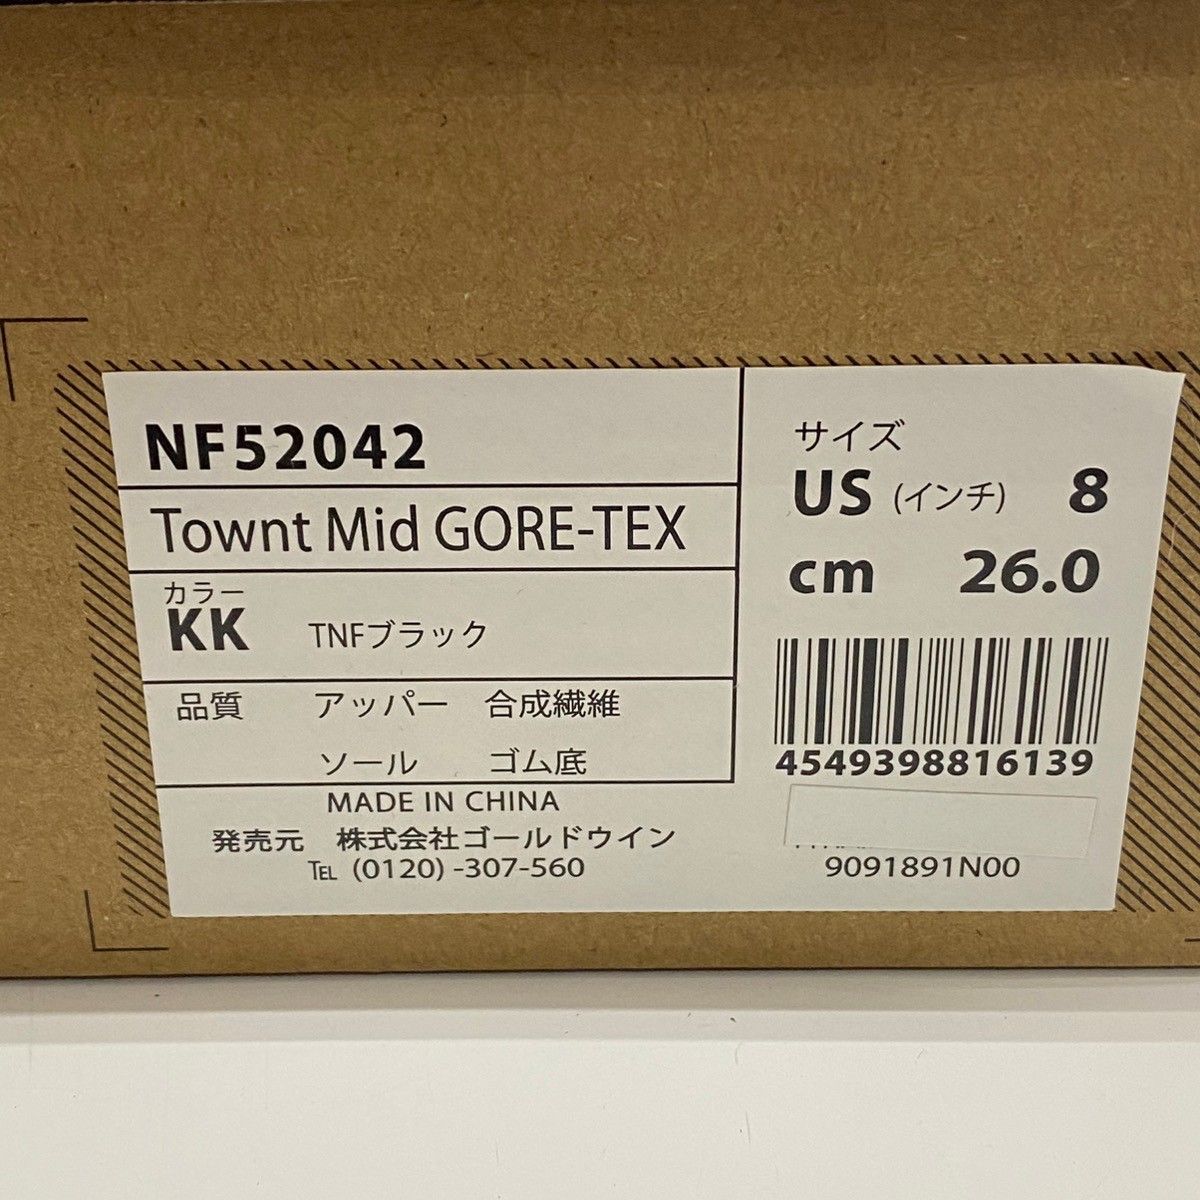 NF52042
Townt Mid GORE-TEX
カラー
KK TNFブラック
品質 アッパー 合成繊維
ソール ゴム底
MADE IN CHINA
発売元 株式会社ゴールドウイン
TEL (0120) -307-560
サイズ
US (インチ) 8
cm 26.0
4549398816139
9091891N00